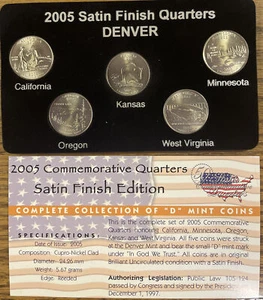 2005 Satin Finish Quarters
DENVER
California
Kansas
Minnesota
Oregon
West Virginia
2005 Commemorative Quarters
Satin Finish Edition
COMPLETE COLLECTION OF "D" MINT COINS
SPECIFICATIONS:
Date of Issue: 2005
Composition: Cupro-Nickel Clad
Diameter: 24.26 mm
Weight: 5.67 grams
Edge: Reeded
This is the complete set of 2005 Commemorative
Quarters honoring California, Minnesota, Oregon,
Kansas and West Virginia. All five coins were struck
at the Denver Mint and bear the small "D" mint mark
under "In God We Trust". All coins are in original
Brilliant Uncirculated condition with a Satin Finish.
Authorizing Legislation: Public Law 105-124
passed by Congress and signed by the President on
December 1, 1997.